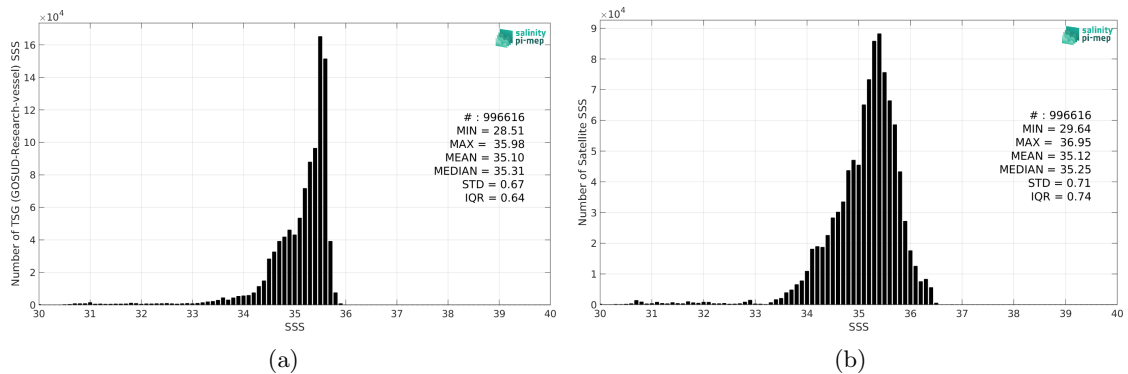 ×10⁴
Number of TSG (GOSUD-Research-vessel) SSS
16
14
12
10
8
6
4
2
0
30 31 32 33 34 35 36 37 38 39 40
SSS
salinity
pi-mep
# : 996616
MIN = 28.51
MAX = 35.98
MEAN = 35.10
MEDIAN = 35.31
STD = 0.67
IQR = 0.64
(a)
×10⁴
Number of Satellite SSS
9
8
7
6
5
4
3
2
1
0
30 31 32 33 34 35 36 37 38 39 40
SSS
salinity
pi-mep
# : 996616
MIN = 29.64
MAX = 36.95
MEAN = 35.12
MEDIAN = 35.25
STD = 0.71
IQR = 0.74
(b)